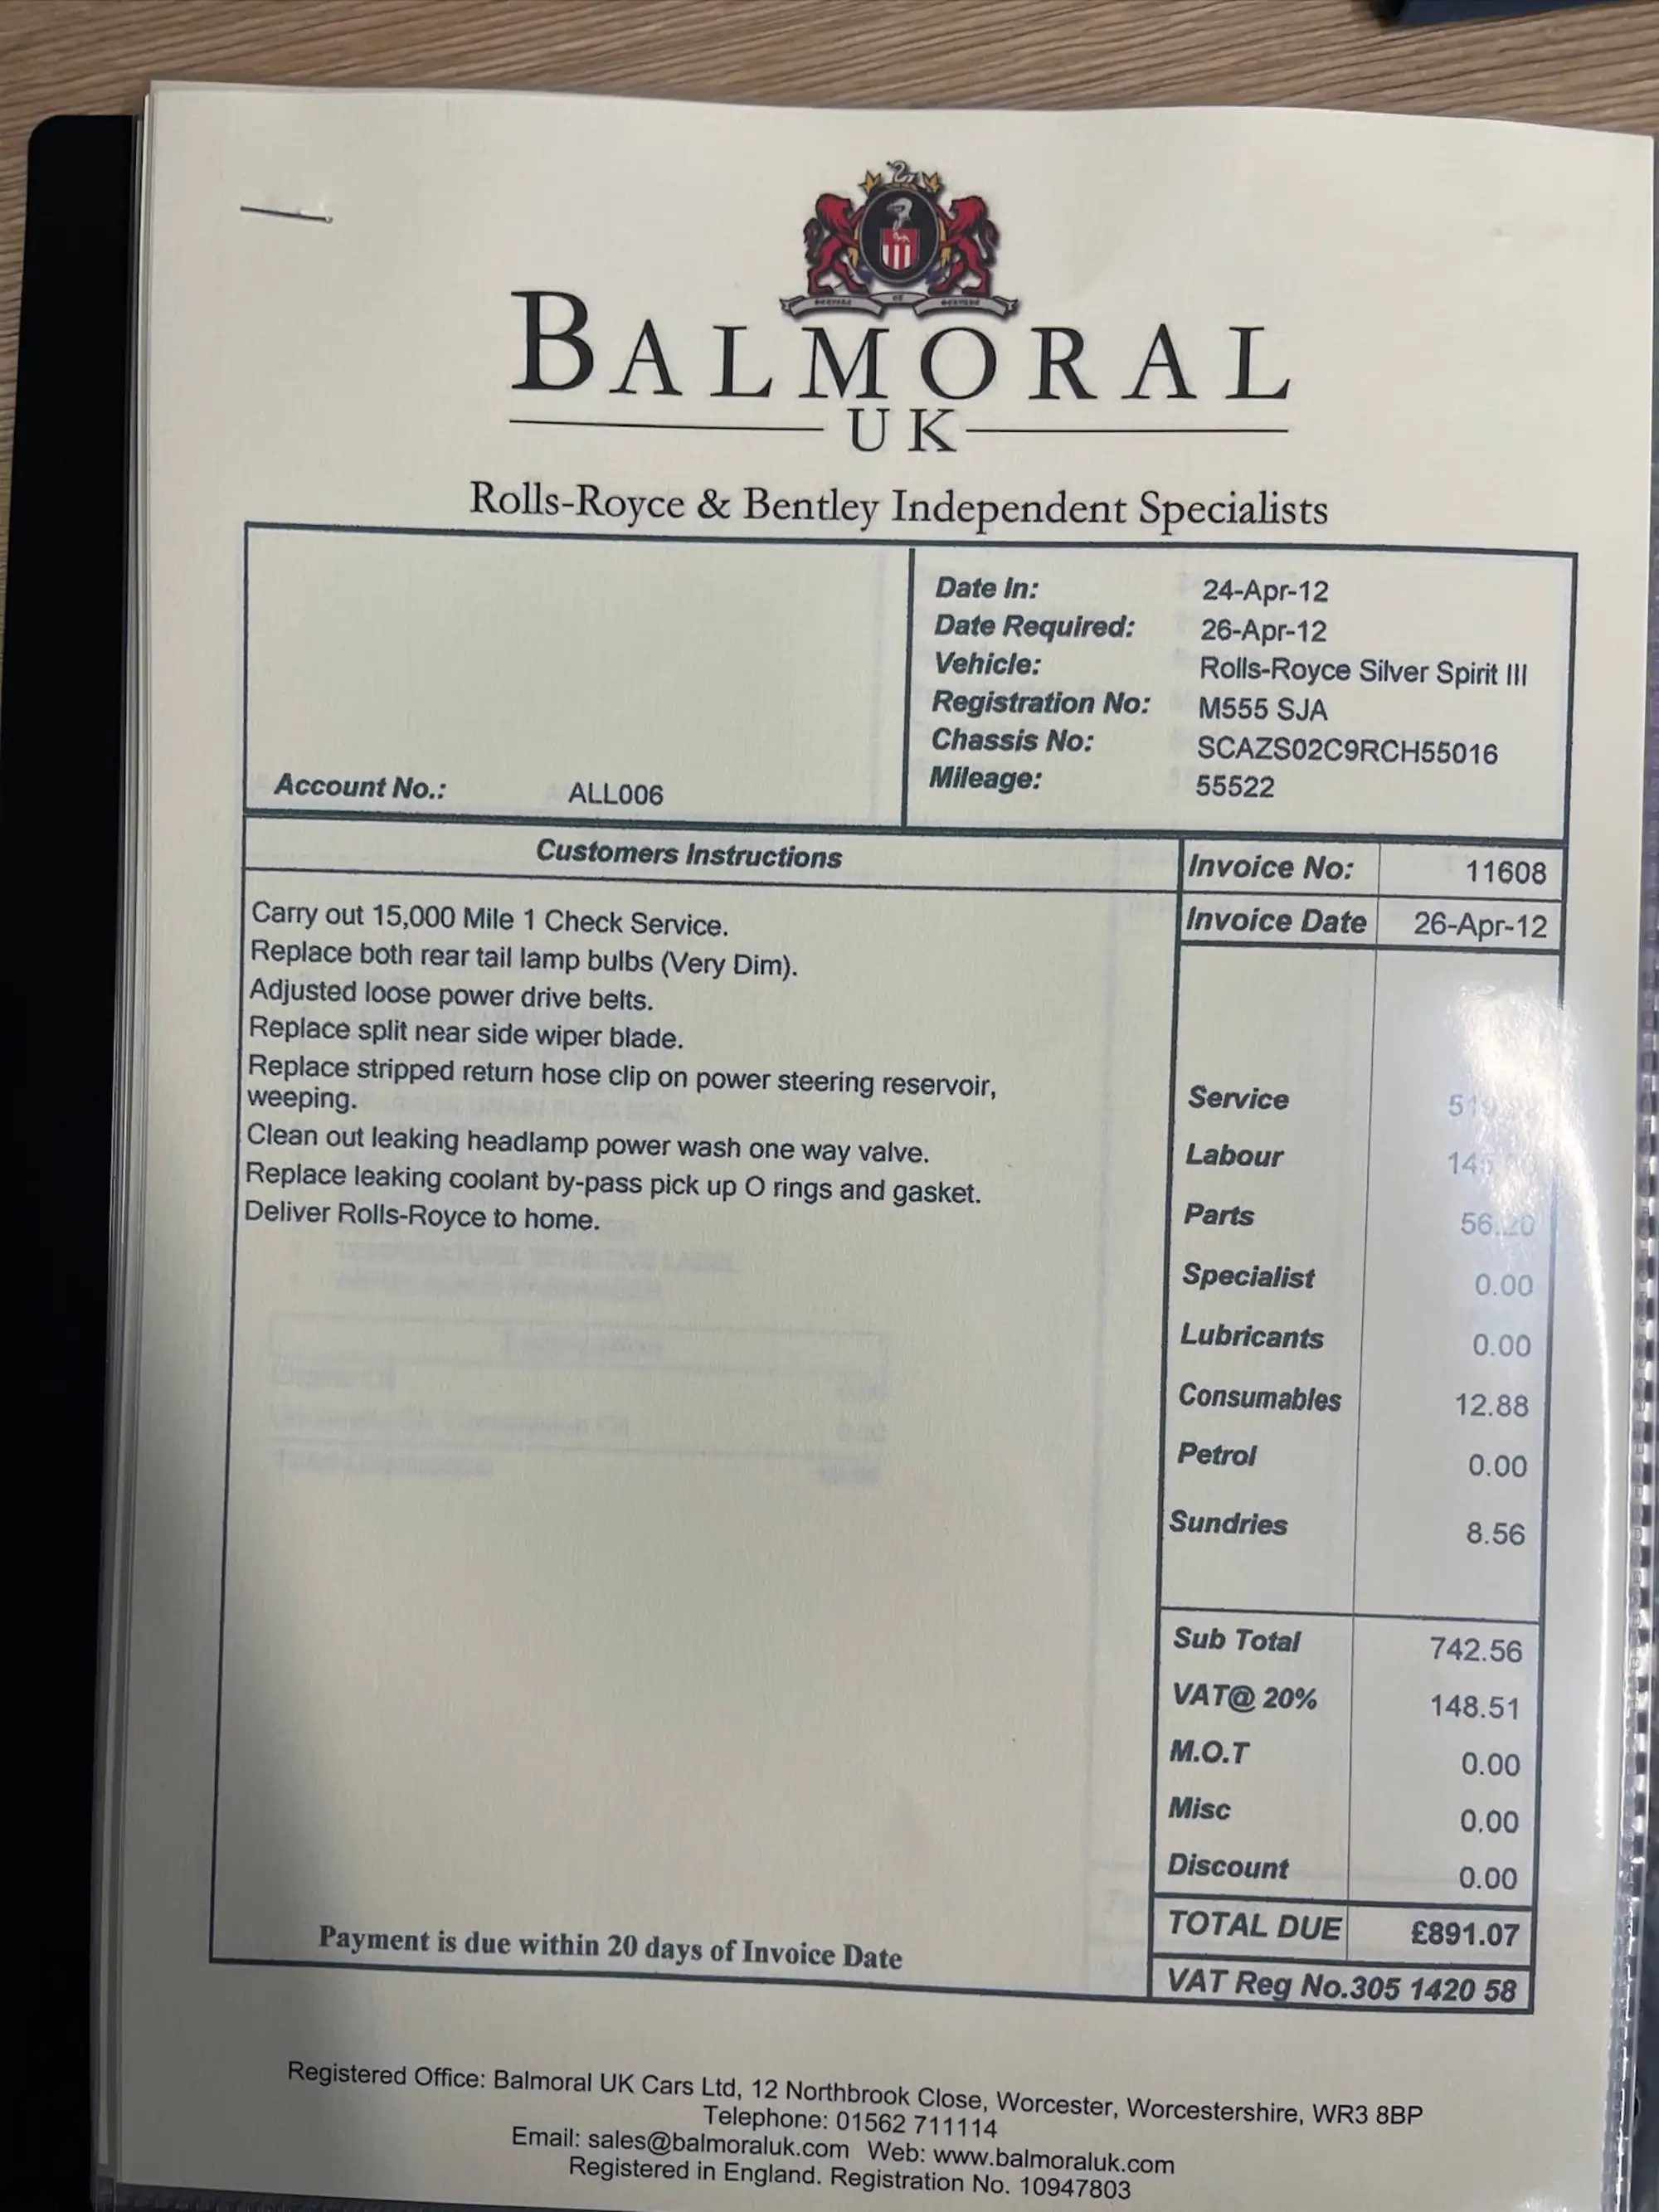 BALMORAL
UK
Rolls-Royce & Bentley Independent Specialists
Date In: 24-Apr-12
Date Required: 26-Apr-12
Vehicle: Rolls-Royce Silver Spirit III
Registration No: M555 SJA
Chassis No: SCAZS02C9RCH55016
Mileage: 55522
Account No.: ALL006
Customers Instructions
Invoice No: 11608
Invoice Date 26-Apr-12
Carry out 15,000 Mile 1 Check Service.
Replace both rear tail lamp bulbs (Very Dim).
Adjusted loose power drive belts.
Replace split near side wiper blade.
Replace stripped return hose clip on power steering reservoir,
weeping.
Clean out leaking headlamp power wash one way valve.
Replace leaking coolant by-pass pick up O rings and gasket.
Deliver Rolls-Royce to home.
Service
Labour
Parts 56.20
Specialist 0.00
Lubricants 0.00
Consumables 12.88
Petrol 0.00
Sundries 8.56
Sub Total 742.56
VAT@ 20% 148.51
M.O.T 0.00
Misc 0.00
Discount 0.00
TOTAL DUE £891.07
VAT Reg No.305 1420 58
Payment is due within 20 days of Invoice Date
Registered Office: Balmoral UK Cars Ltd, 12 Northbrook Close, Worcester, Worcestershire, WR3 8BP
Telephone: 01562 711114
Email: sales@balmoraluk.com Web: www.balmoraluk.com
Registered in England. Registration No. 10947803